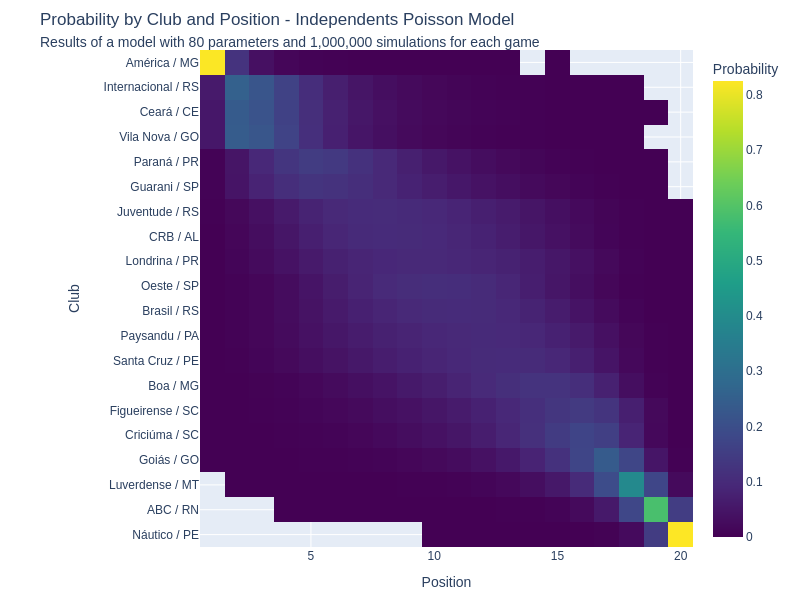 Probability by Club and Position - Independents Poisson Model
Results of a model with 80 parameters and 1,000,000 simulations for each game
Probability
América / MG
Internacional / RS
Ceará / CE
Vila Nova / GO
Paraná / PR
Guarani / SP
Juventude / RS
CRB / AL
Londrina / PR
Oeste / SP
Brasil / RS
Paysandu / PA
Santa Cruz / PE
Boa / MG
Figueirense / SC
Criciúma / SC
Goiás / GO
Luverdense / MT
ABC / RN
Náutico / PE
Club
5
10
15
20
Position
0.8
0.7
0.6
0.5
0.4
0.3
0.2
0.1
0